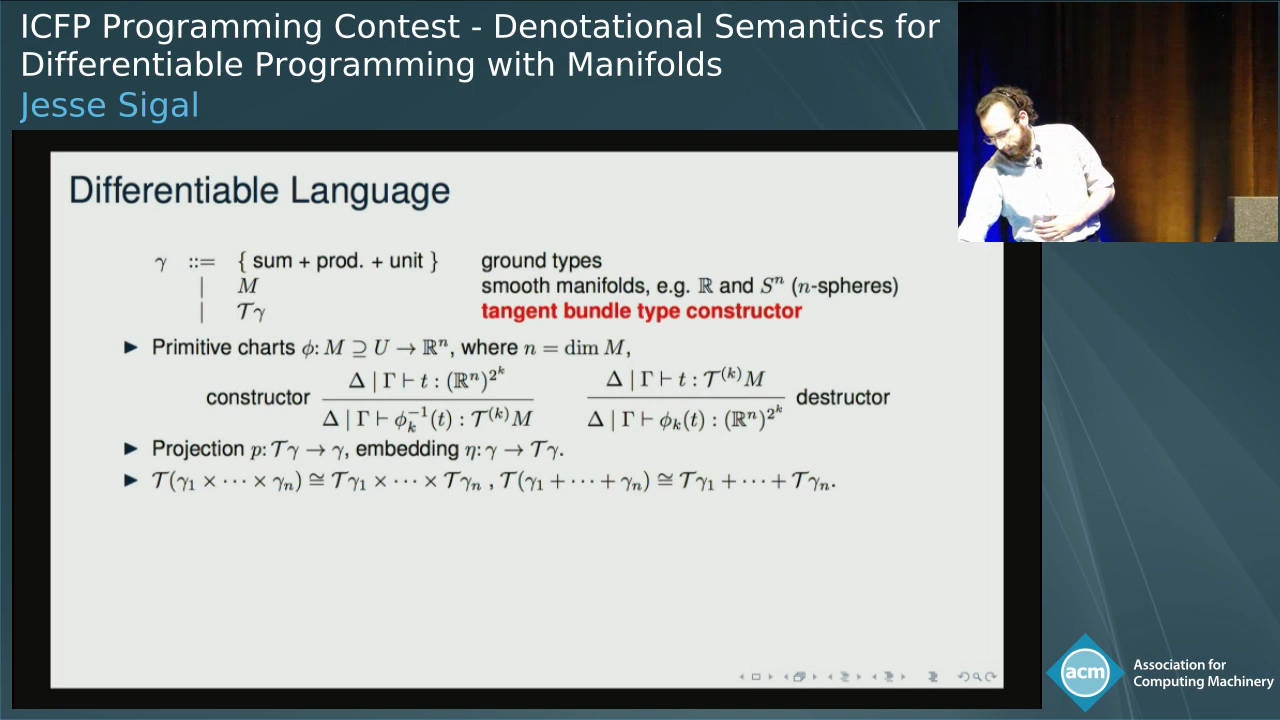 ICFP Programming Contest - Denotational Semantics for
Differentiable Programming with Manifolds
Jesse Sigal
Differentiable Language
γ ::= { sum + prod. + unit } ground types
| M smooth manifolds, e.g. ℝ and Sⁿ (n-spheres)
| 𝒯γ tangent bundle type constructor
▶ Primitive charts ϕ: M ⊇ U → ℝⁿ, where n = dim M,
constructor Δ | Γ ⊢ t : (ℝⁿ)^{2^k} / Δ | Γ ⊢ ϕ_k^{-1}(t) : 𝒯^{(k)}M Δ | Γ ⊢ t : 𝒯^{(k)}M / Δ | Γ ⊢ ϕ_k(t) : (ℝⁿ)^{2^k} destructor
▶ Projection p: 𝒯γ → γ, embedding η: γ → 𝒯γ.
▶ 𝒯(γ₁ × ⋯ × γₙ) ≅ 𝒯γ₁ × ⋯ × 𝒯γₙ , 𝒯(γ₁ + ⋯ + γₙ) ≅ 𝒯γ₁ + ⋯ + 𝒯γₙ.
acm
Association for
Computing Machinery